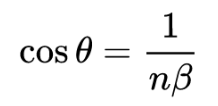 cos θ = 1/(nβ)